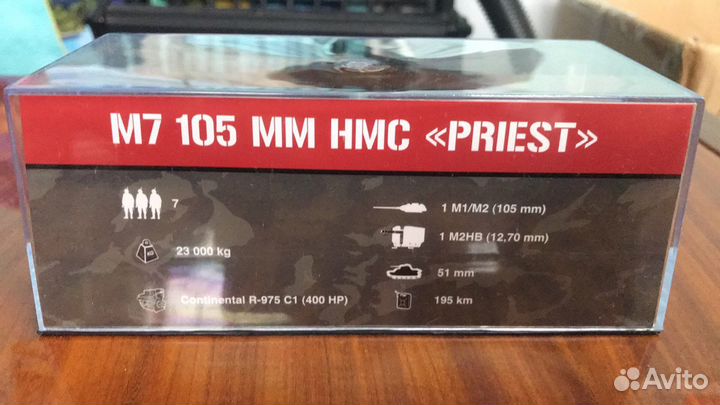 M7 105 MM HMC «PRIEST»
7
23 000 kg
KG
Continental R-975 C1 (400 HP)
1 M1/M2 (105 mm)
1 M2HB (12,70 mm)
51 mm
195 km
Avito